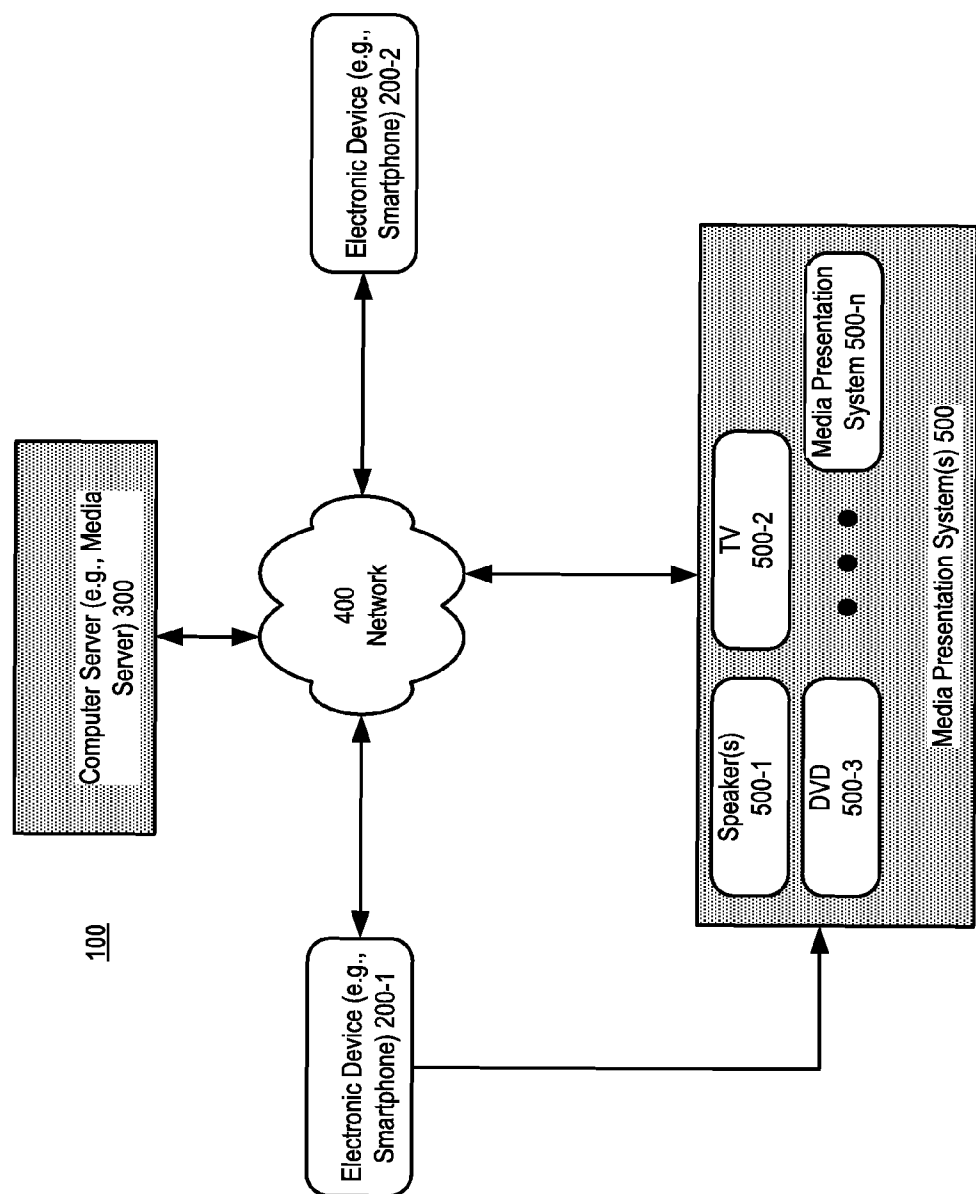 100
Computer Server (e.g., Media
Server) 300
Electronic Device (e.g.,
Smartphone) 200-1
400
Network
Electronic Device (e.g.,
Smartphone) 200-2
Speaker(s)
500-1
TV
500-2
DVD
500-3
Media Presentation
System 500-n
Media Presentation System(s) 500